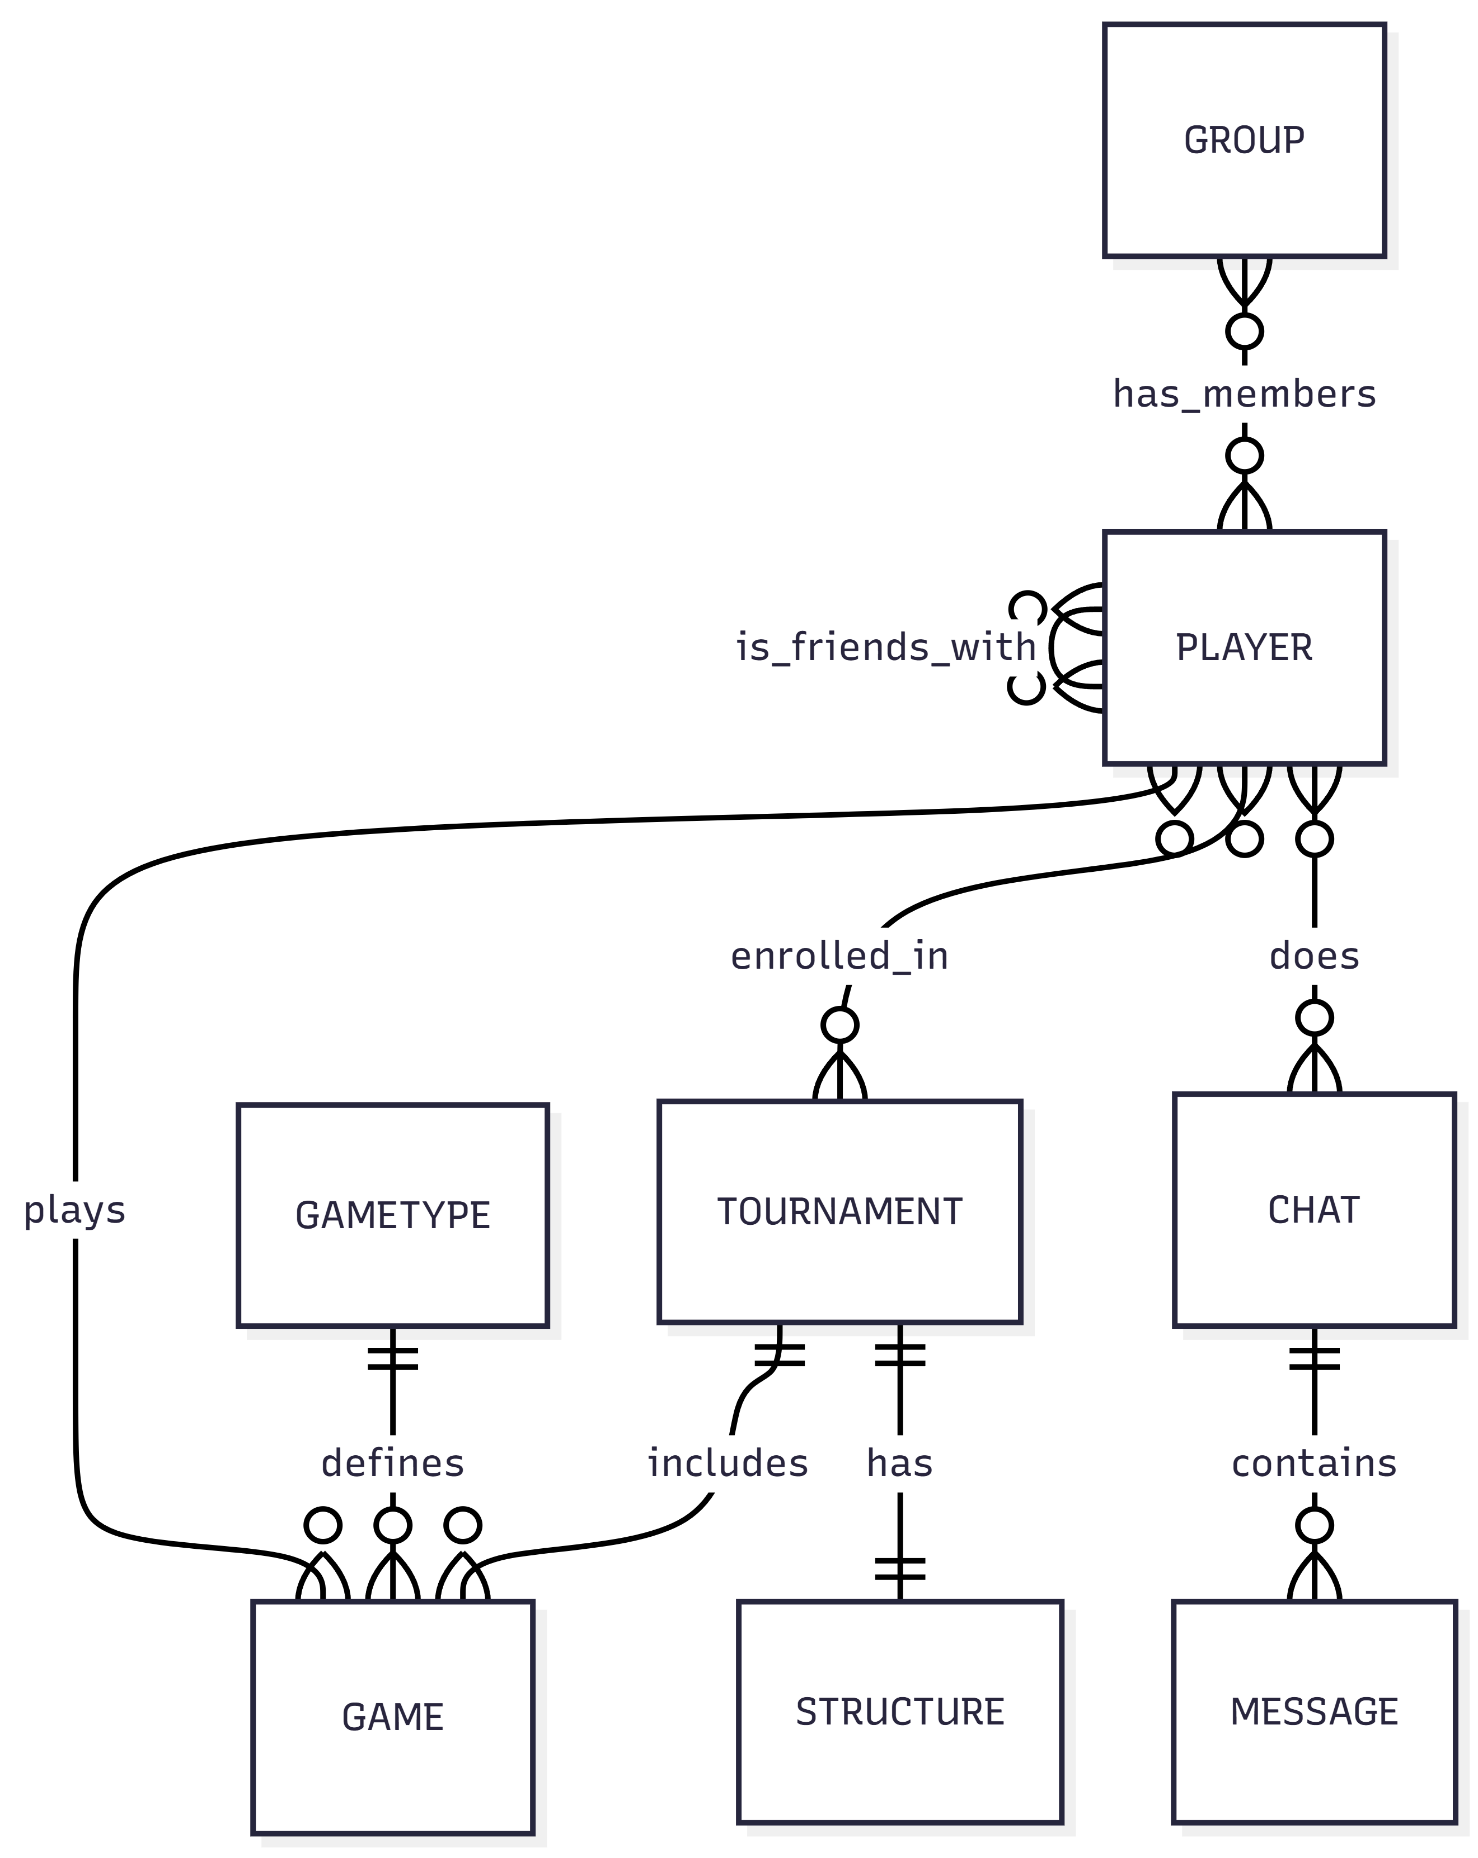 GROUP
has_members
is_friends_with
PLAYER
enrolled_in
does
plays
GAMETYPE
TOURNAMENT
CHAT
defines
includes
has
contains
GAME
STRUCTURE
MESSAGE